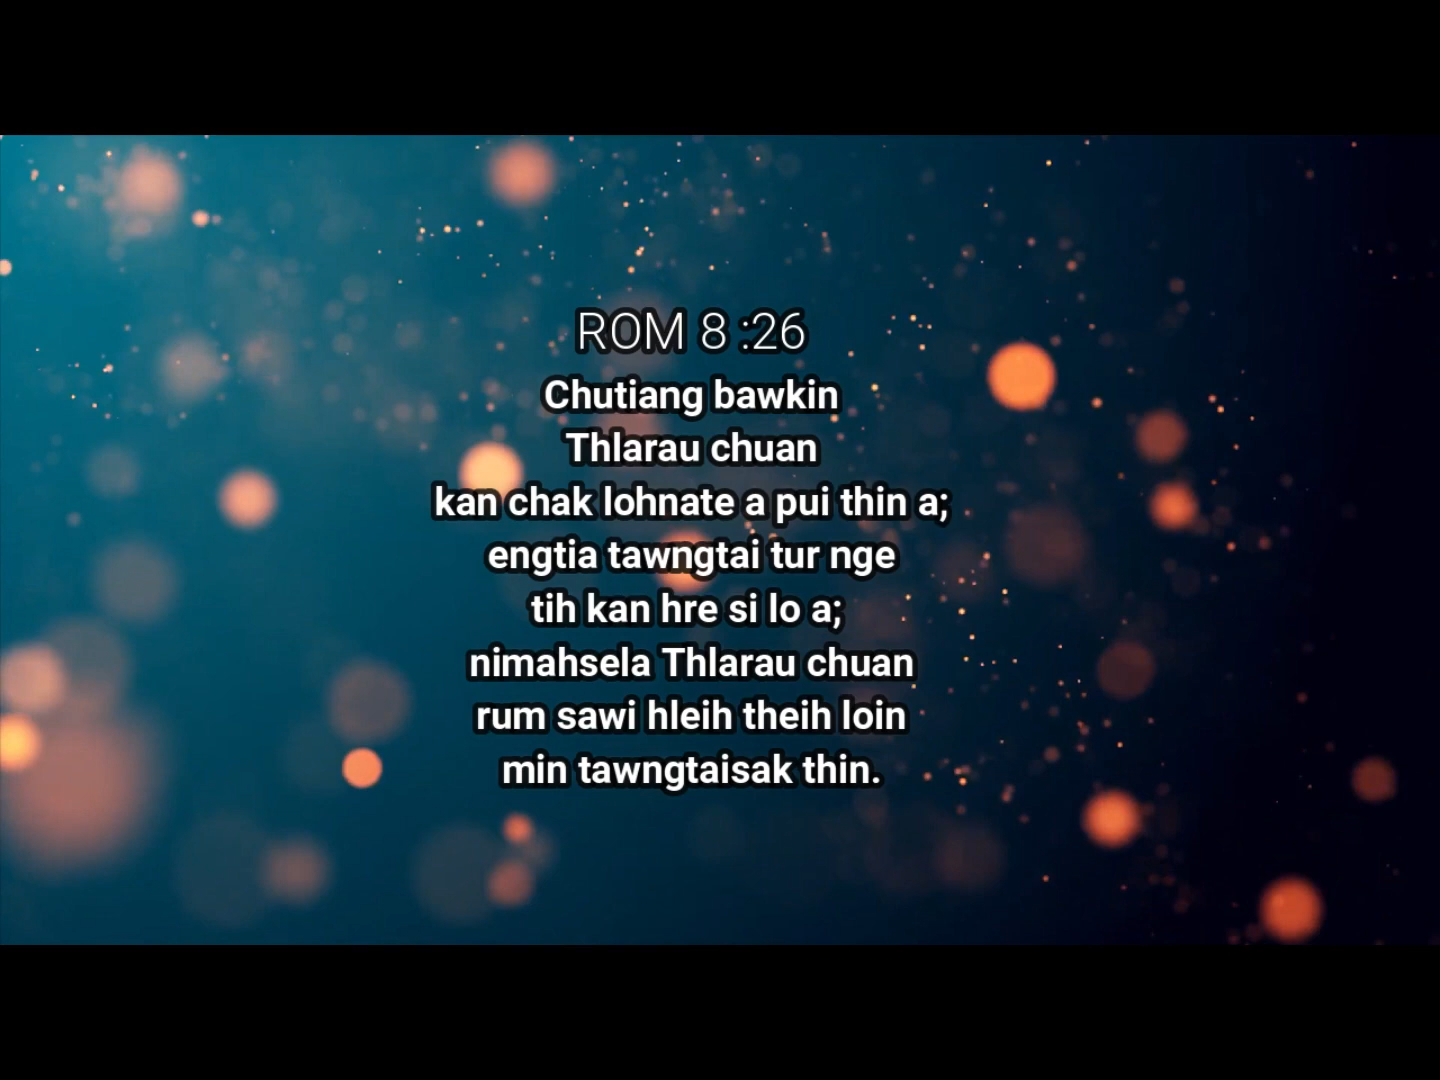 ROM 8 :26
Chutiang bawkin
Thlarau chuan
kan chak lohnate a pui thin a;
engtia tawngtai tur nge
tih kan hre si lo a;
nimahsela Thlarau chuan
rum sawi hleih theih loin
min tawngtaisak thin.